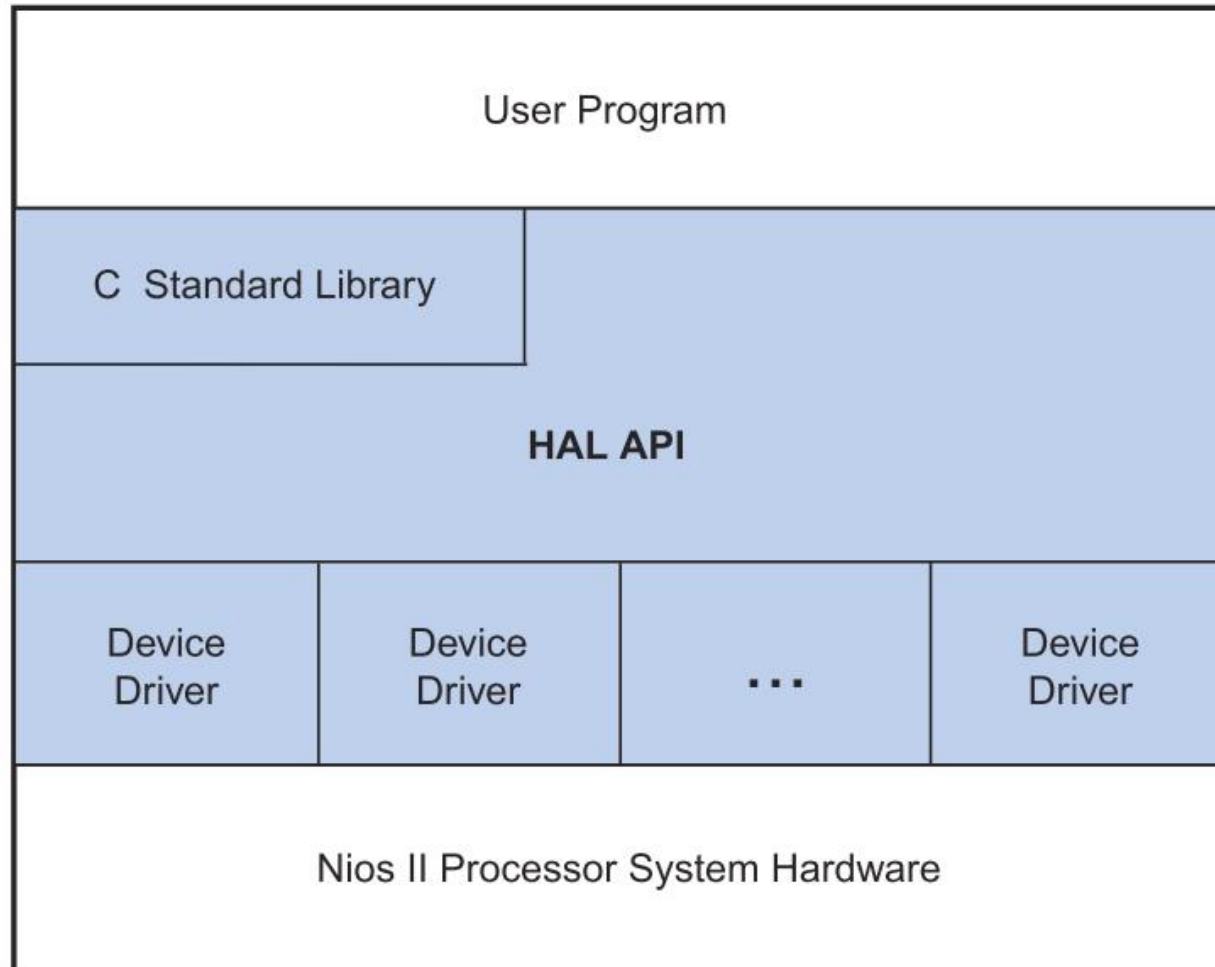 User Program
C Standard Library
HAL API
Device
Driver
Device
Driver
...
Device
Driver
Nios II Processor System Hardware